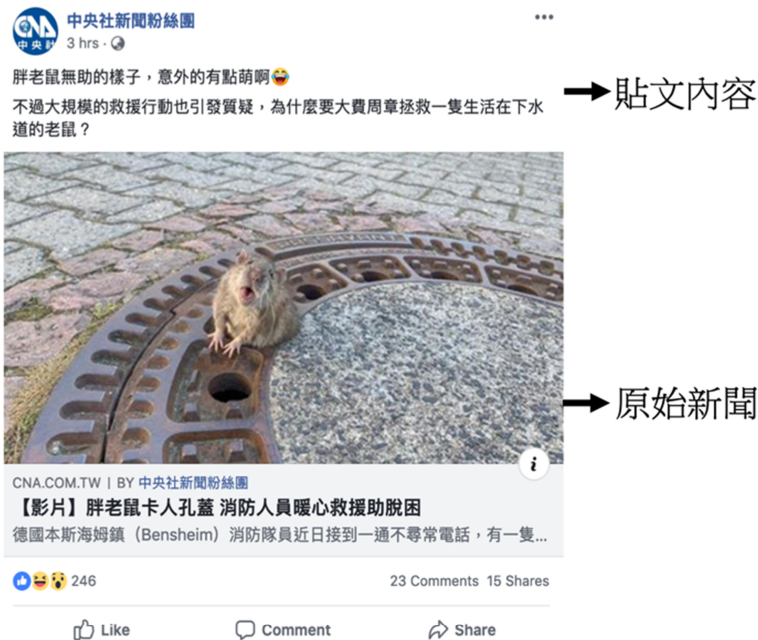 CNA
中央社
中央社新聞粉絲團
3 hrs ·
胖老鼠無助的樣子，意外的有點萌啊😂
不過大規模的救援行動也引發質疑，為什麼要大費周章拯救一隻生活在下水
道的老鼠？
貼文內容
原始新聞
CNA.COM.TW | BY 中央社新聞粉絲團
【影片】胖老鼠卡人孔蓋 消防人員暖心救援助脫困
德國本斯海姆鎮（Bensheim）消防隊員近日接到一通不尋常電話，有一隻...
246
23 Comments 15 Shares
Like Comment Share